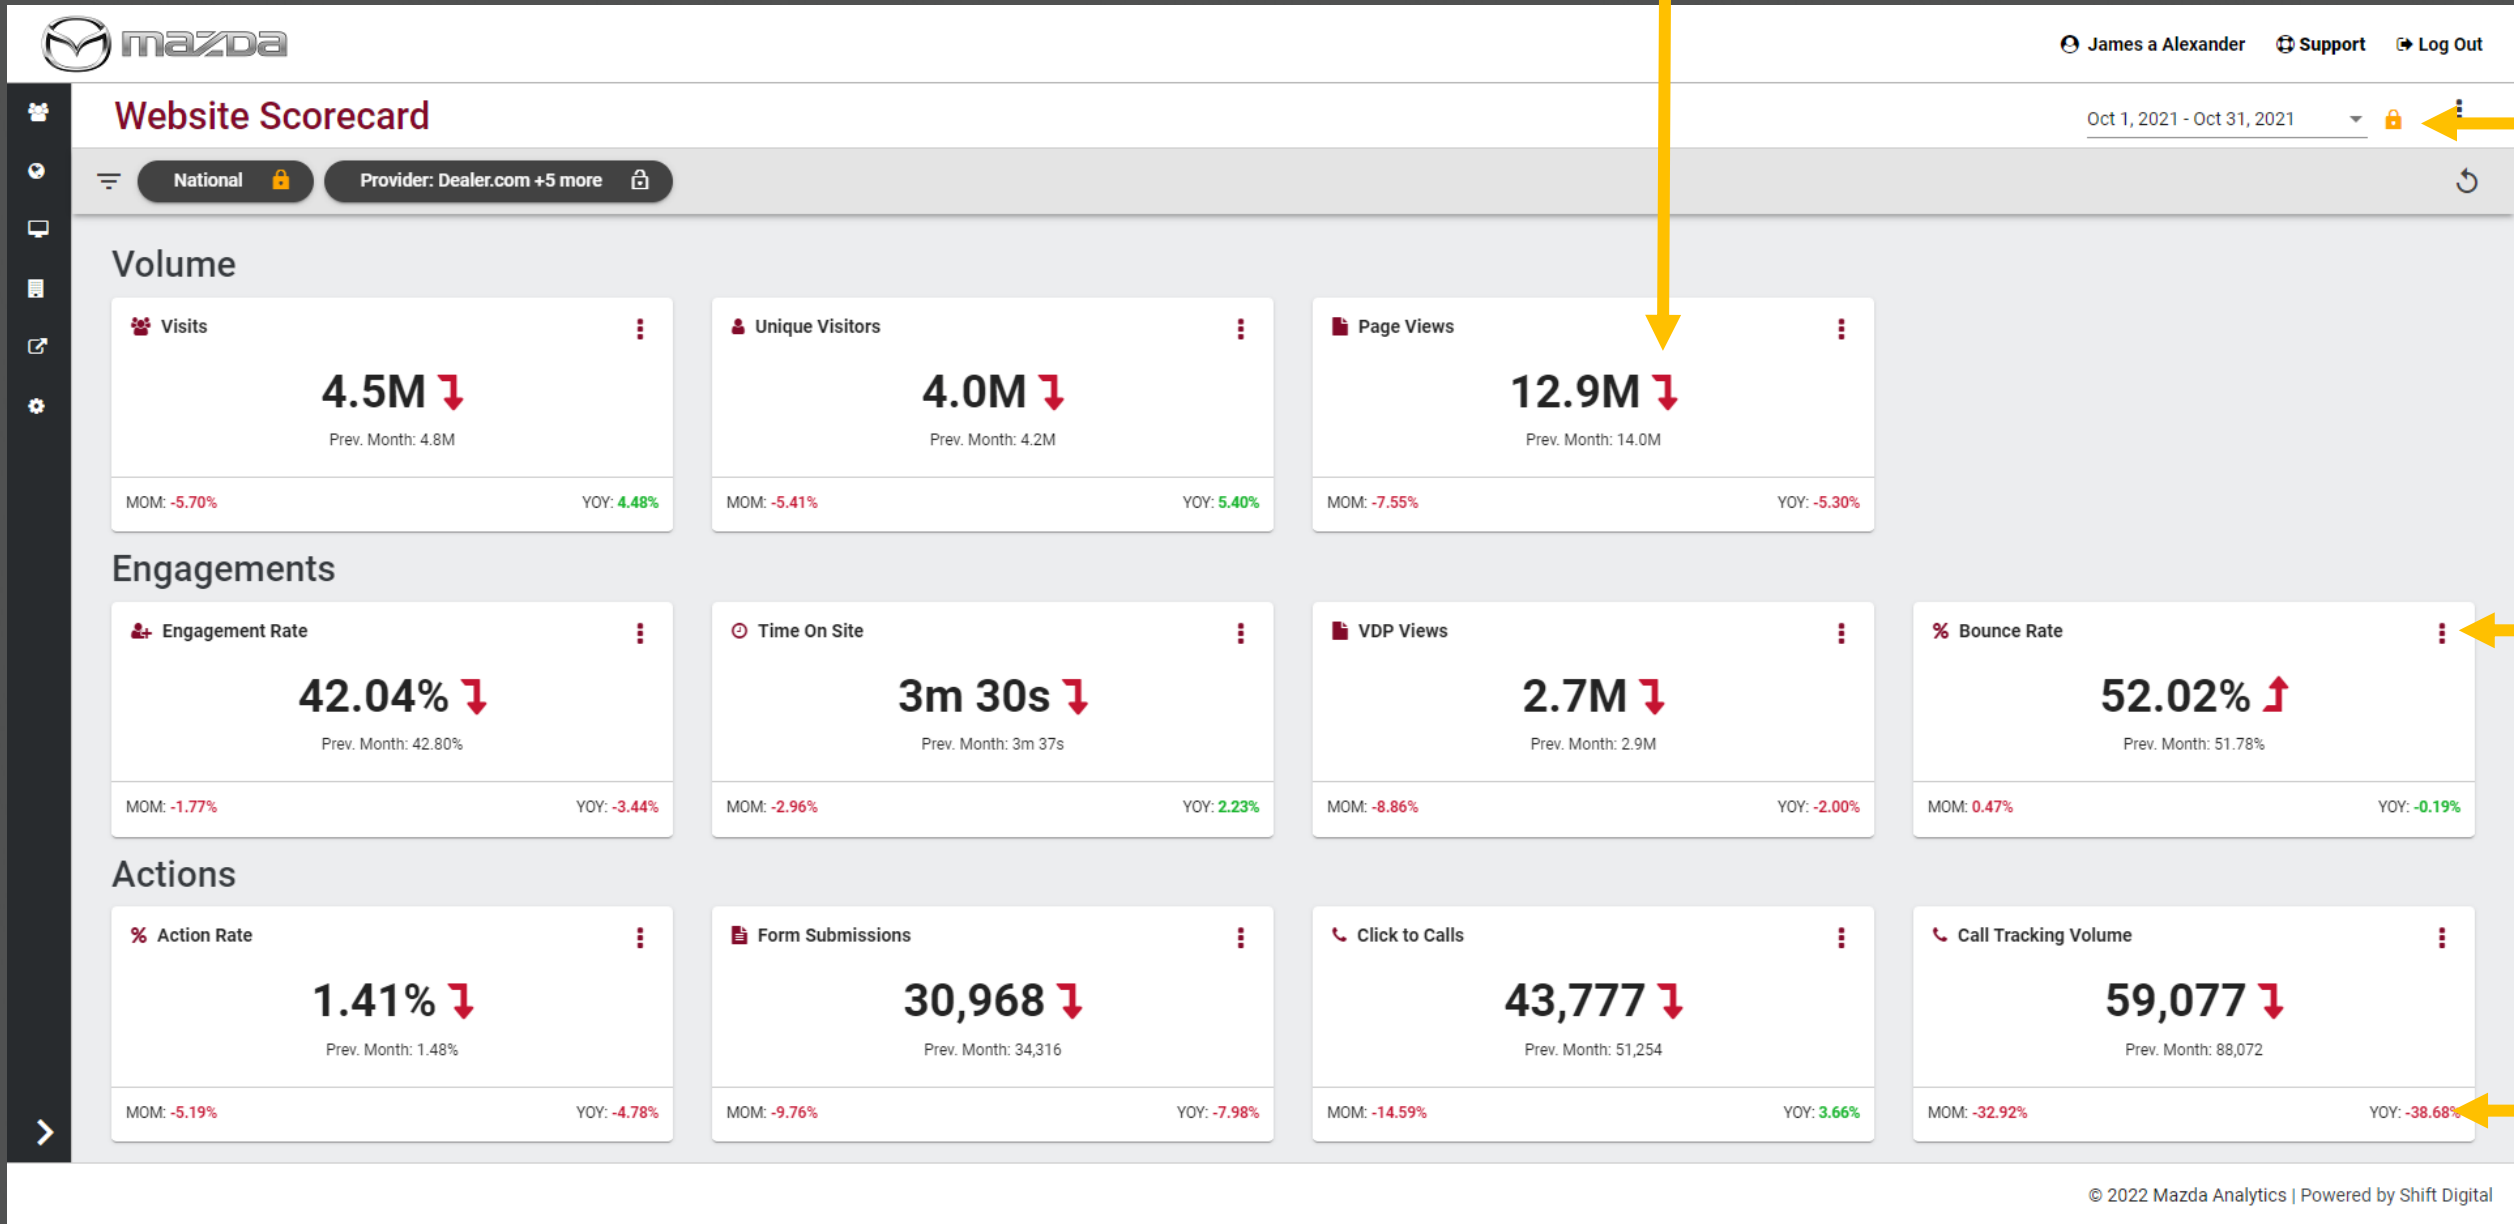 mazda
James a Alexander Support Log Out
Website Scorecard
Oct 1, 2021 - Oct 31, 2021
National Provider: Dealer.com +5 more
Volume
Visits
4.5M
Prev. Month: 4.8M
MOM: -5.70% YOY: 4.48%
Unique Visitors
4.0M
Prev. Month: 4.2M
MOM: -5.41% YOY: 5.40%
Page Views
12.9M
Prev. Month: 14.0M
MOM: -7.55% YOY: -5.30%
Engagements
Engagement Rate
42.04%
Prev. Month: 42.80%
MOM: -1.77% YOY: -3.44%
Time On Site
3m 30s
Prev. Month: 3m 37s
MOM: -2.96% YOY: 2.23%
VDP Views
2.7M
Prev. Month: 2.9M
MOM: -8.86% YOY: -2.00%
% Bounce Rate
52.02%
Prev. Month: 51.78%
MOM: 0.47% YOY: -0.19%
Actions
% Action Rate
1.41%
Prev. Month: 1.48%
MOM: -5.19% YOY: -4.78%
Form Submissions
30,968
Prev. Month: 34,316
MOM: -9.76% YOY: -7.98%
Click to Calls
43,777
Prev. Month: 51,254
MOM: -14.59% YOY: 3.66%
Call Tracking Volume
59,077
Prev. Month: 88,072
MOM: -32.92% YOY: -38.68%
© 2022 Mazda Analytics | Powered by Shift Digital